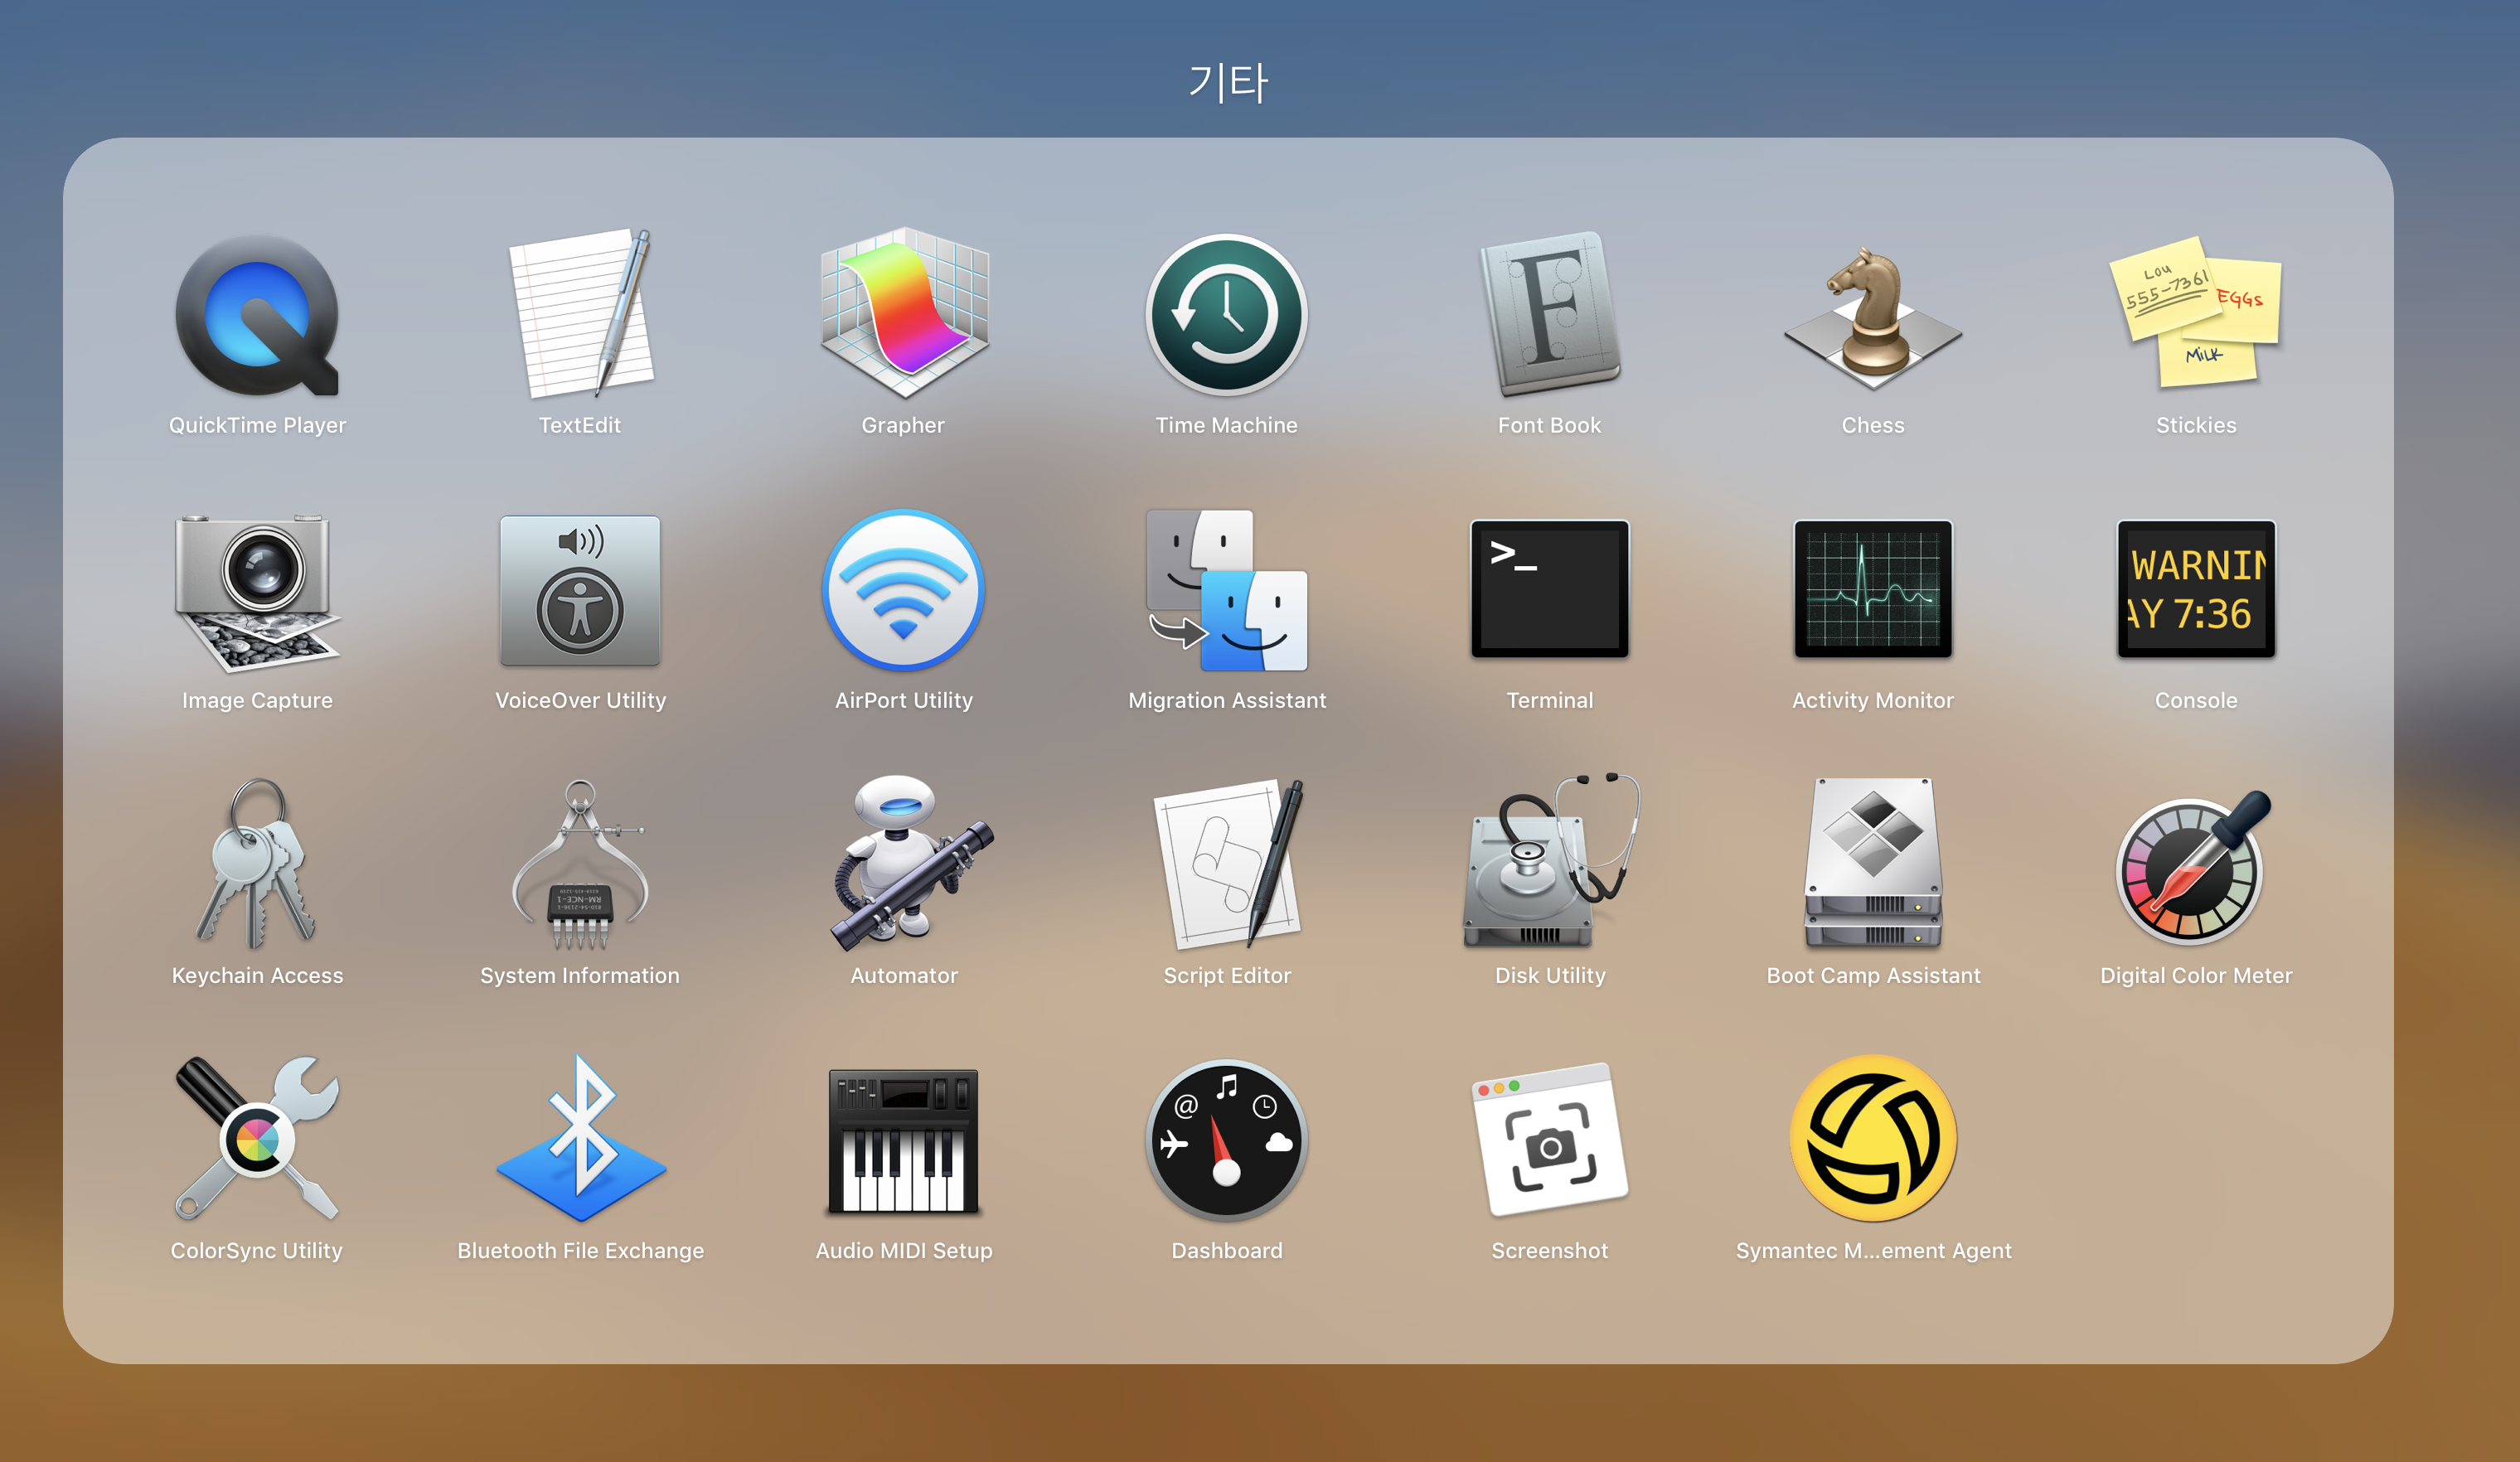 기타
QuickTime Player
TextEdit
Grapher
Time Machine
Font Book
Chess
Lou
555-7361
EGGs
MILK
Stickies
Image Capture
VoiceOver Utility
AirPort Utility
Migration Assistant
>_
Terminal
Activity Monitor
WARNIN
AY 7:36
Console
Keychain Access
System Information
Automator
Script Editor
Disk Utility
Boot Camp Assistant
Digital Color Meter
ColorSync Utility
Bluetooth File Exchange
Audio MIDI Setup
@
Dashboard
Screenshot
Symantec M...ement Agent